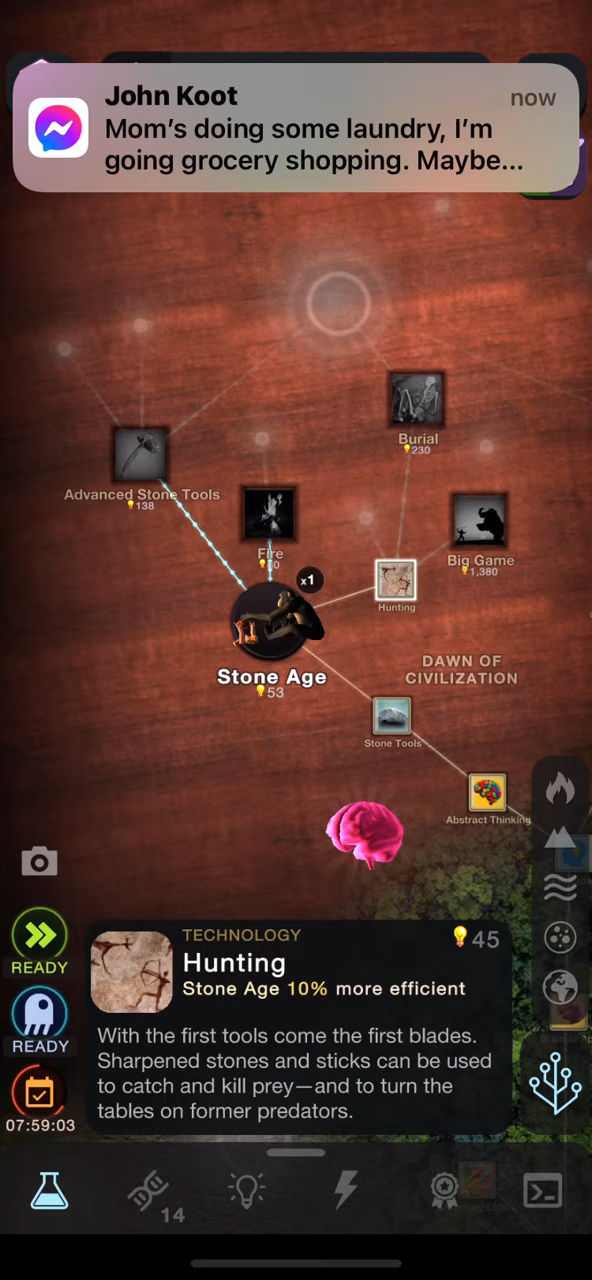 John Koot
now
Mom's doing some laundry, I'm
going grocery shopping. Maybe...
Burial
230
Advanced Stone Tools
138
Fire
Big Game
1,380
x1
Hunting
Stone Age
53
DAWN OF
CIVILIZATION
Stone Tools
Abstract Thinking
TECHNOLOGY
45
Hunting
Stone Age 10% more efficient
With the first tools come the first blades.
Sharpened stones and sticks can be used
to catch and kill prey—and to turn the
tables on former predators.
READY
READY
07:59:03
14